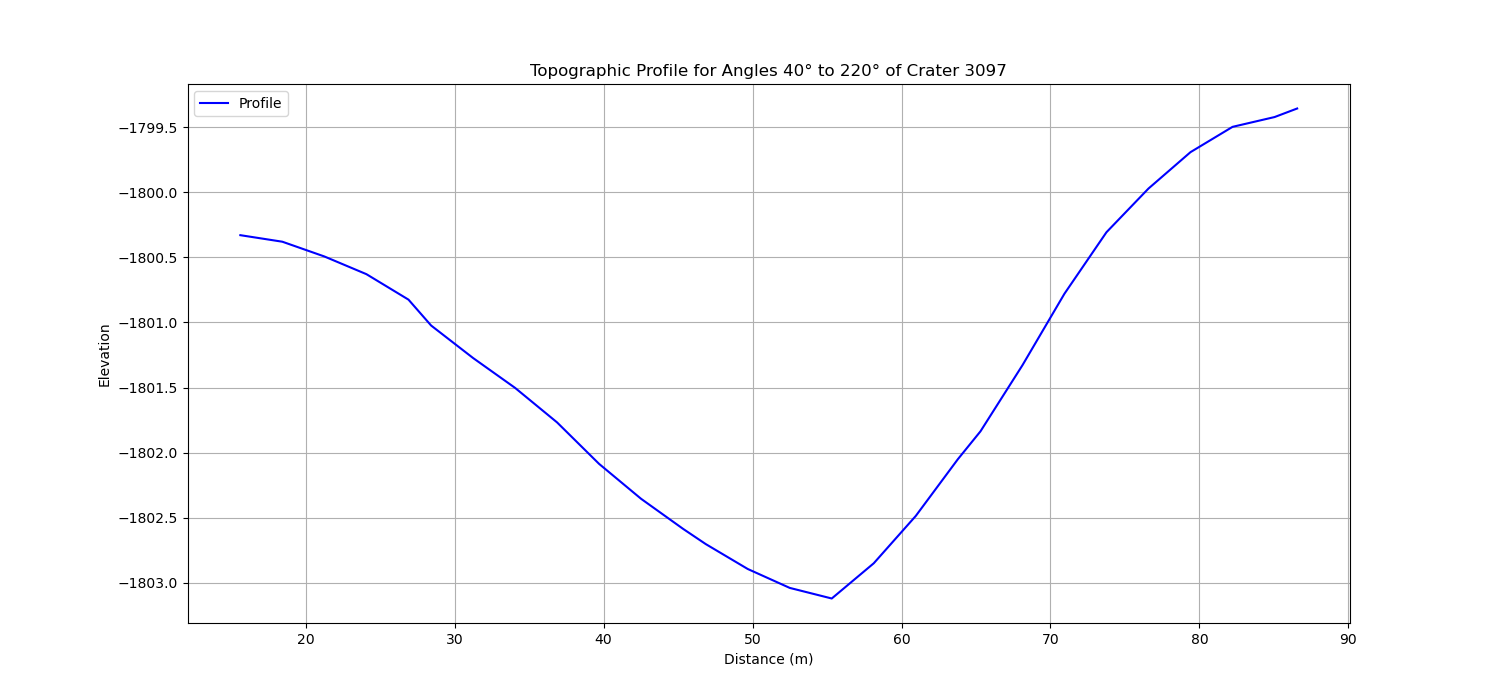 Topographic Profile for Angles 40° to 220° of Crater 3097
Profile
−1799.5
−1800.0
−1800.5
−1801.0
−1801.5
−1802.0
−1802.5
−1803.0
Elevation
20 30 40 50 60 70 80 90
Distance (m)